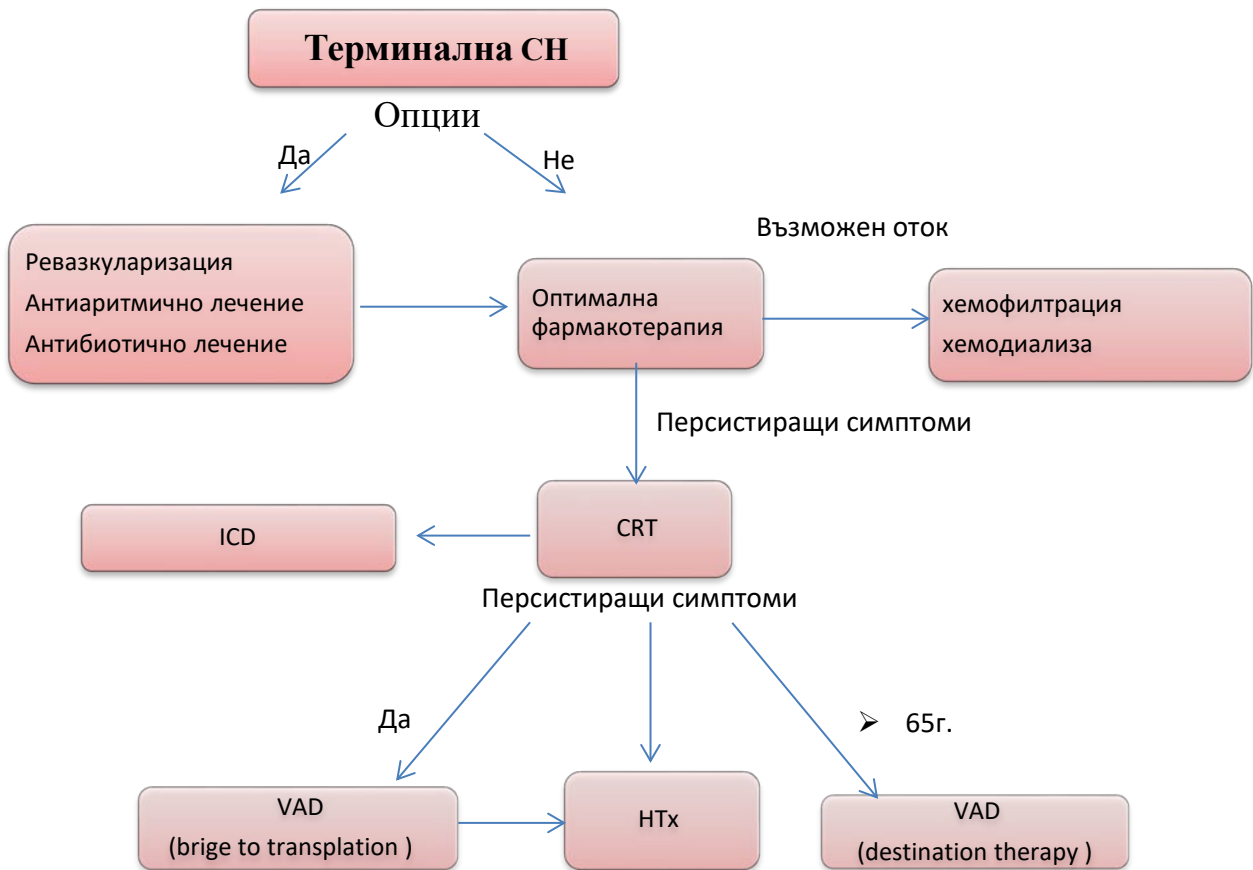 Терминална СН
Опции
Да
Не
Възможен оток
Ревазкуларизация
Антиаритмично лечение
Антибиотично лечение
Оптимална
фармакотерапия
хемофилтрация
хемодиализа
Персистиращи симптоми
ICD
CRT
Персистиращи симптоми
Да
➢ 65г.
VAD
(brige to transplation )
HTx
VAD
(destination therapy )